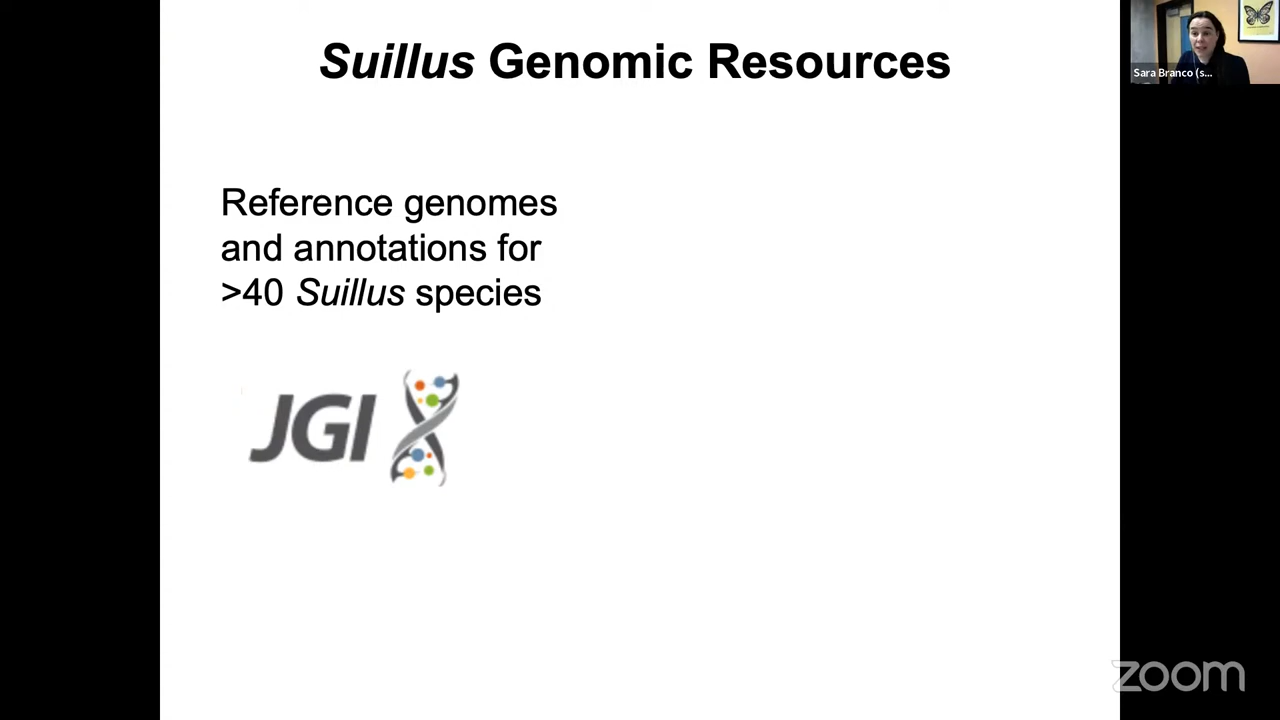 Suillus Genomic Resources
Sara Branco (s...
Reference genomes
and annotations for
>40 Suillus species
JGI
zoom